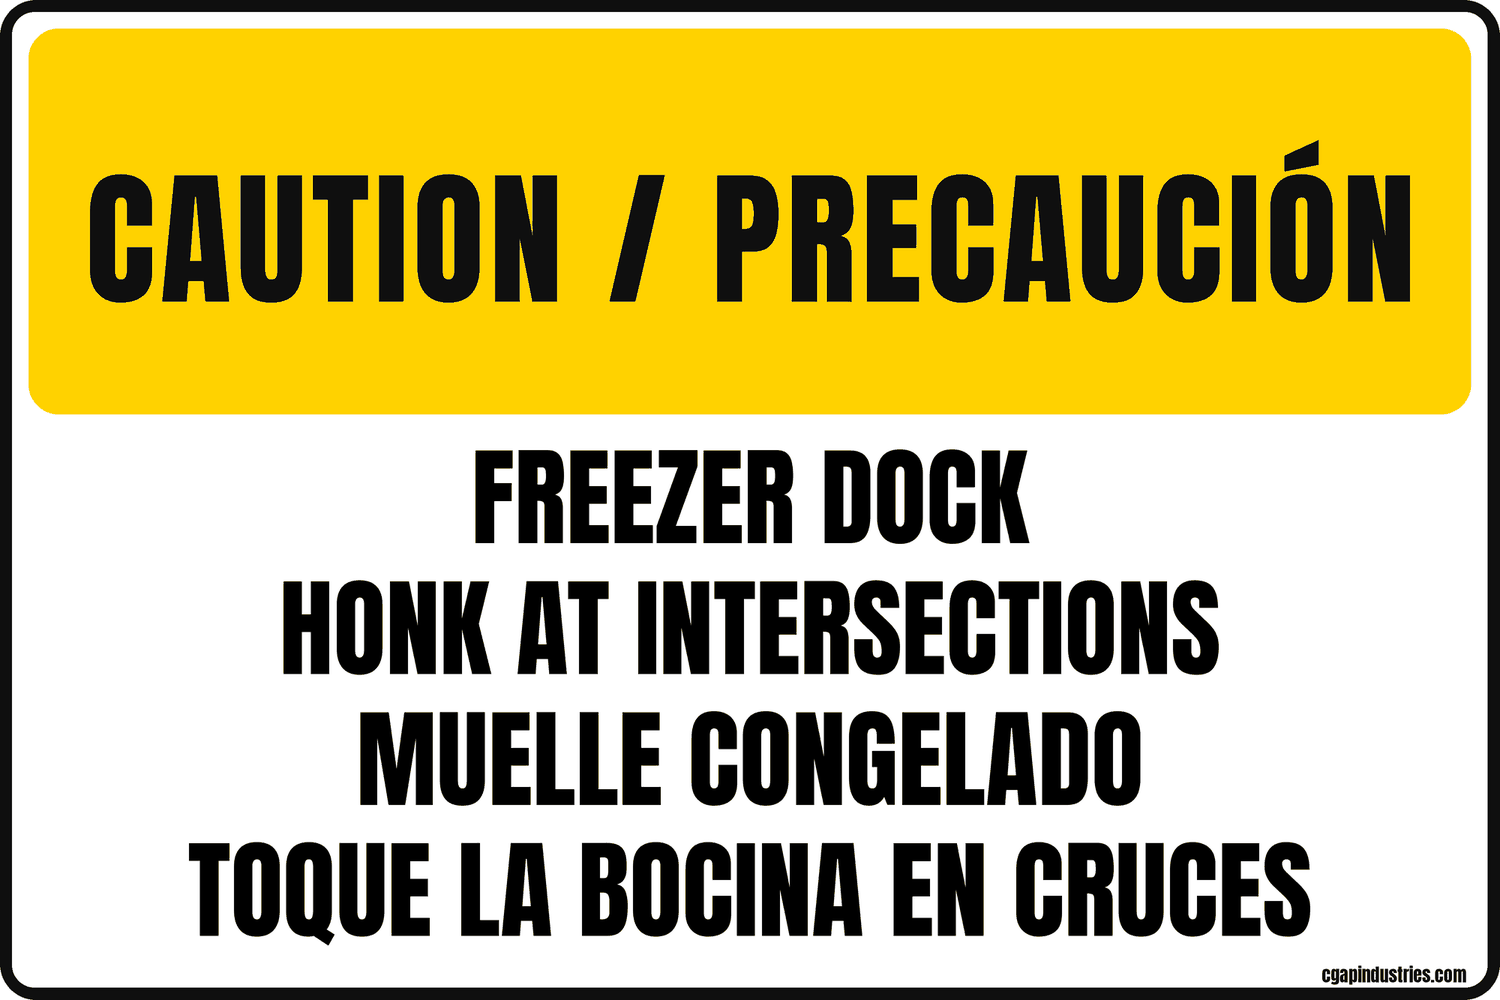 CAUTION / PRECAUCIÓN
FREEZER DOCK
HONK AT INTERSECTIONS
MUELLE CONGELADO
TOQUE LA BOCINA EN CRUCES
cgapindustries.com